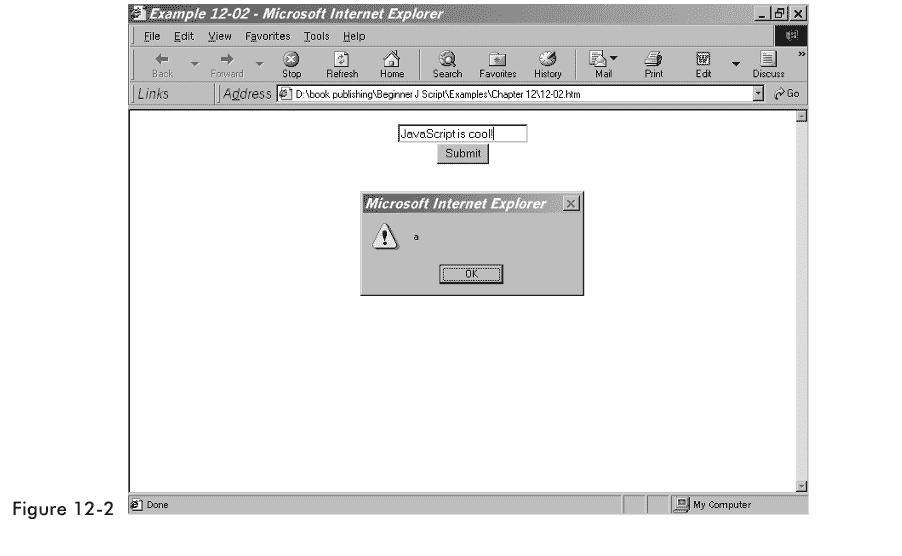 Example 12-02 - Microsoft Internet Explorer
File Edit View Favorites Tools Help
Back Forward Stop Refresh Home Search Favorites History Mail Print Edit Discuss »
Links Address D:\book publishing\Beginner J Script\Examples\Chapter 12\12-02.htm Go
JavaScript is cool!
Submit
Microsoft Internet Explorer
a
OK
Figure 12-2
Done My Computer